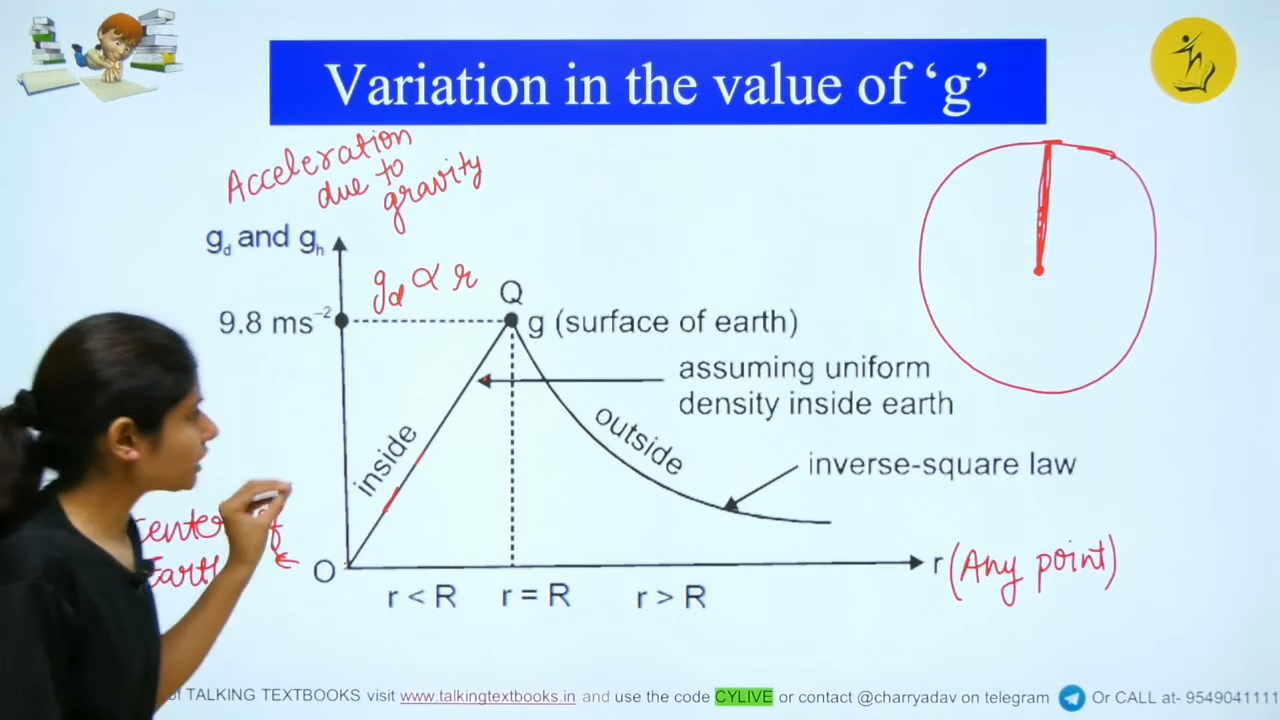 Variation in the value of ‘g’
Acceleration
due to
gravity
g_d and g_h
g_d ∝ r
Q
9.8 ms⁻²
g (surface of earth)
assuming uniform
density inside earth
inside
outside
inverse-square law
Earth
O
r (Any point)
r < R
r = R
r > R
of TALKING TEXTBOOKS visit www.talkingtextbooks.in and use the code CYLIVE or contact @charryadav on telegram
Or CALL at- 9549041111